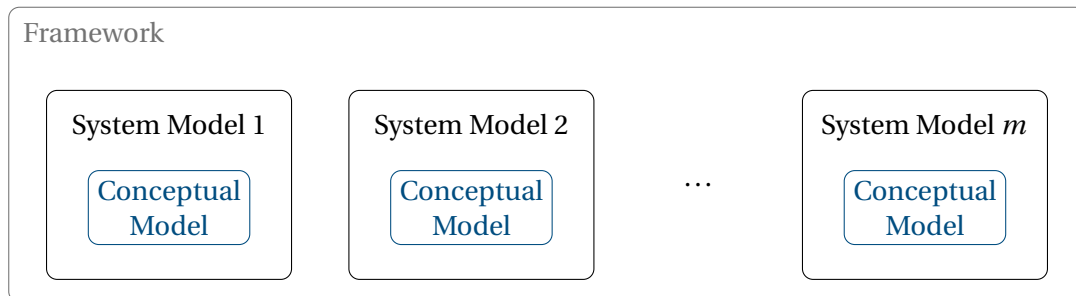 Framework
System Model 1
System Model 2
System Model m
Conceptual
Model
Conceptual
Model
...
Conceptual
Model